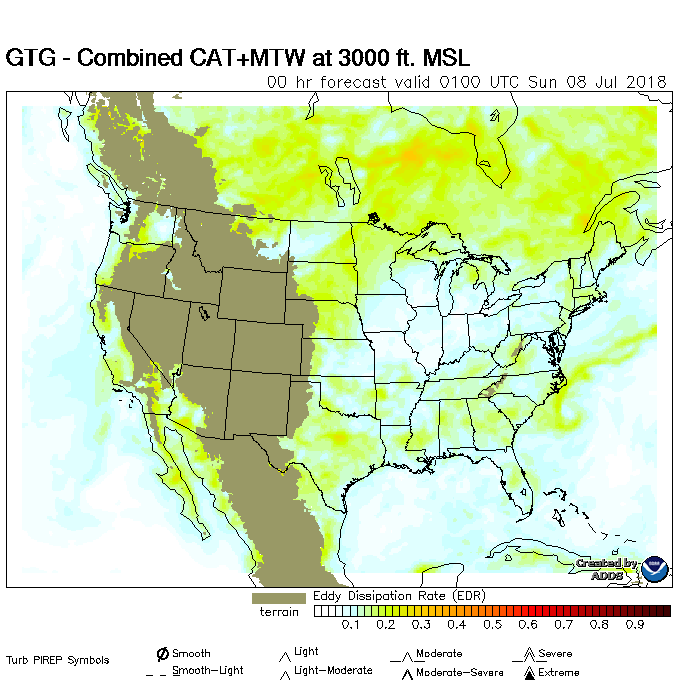 GTG - Combined CAT+MTW at 3000 ft. MSL
00 hr forecast valid 0100 UTC Sun 08 Jul 2018
Created by
ADDS
Eddy Dissipation Rate (EDR)
terrain
0.1 0.2 0.3 0.4 0.5 0.6 0.7 0.8 0.9
Turb PIREP Symbols
Smooth Light Moderate Severe
Smooth-Light Light-Moderate Moderate-Severe Extreme